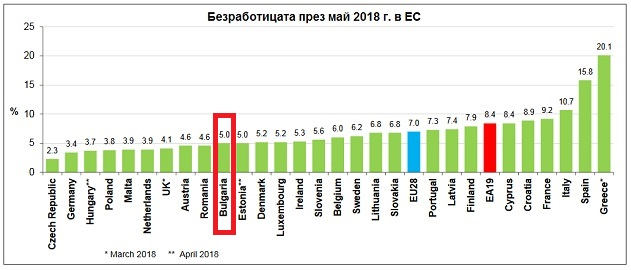 Безработицата през май 2018 г. в ЕС
25
20
15
10
5
0
%
2.3 3.4 3.7 3.8 3.9 3.9 4.1 4.6 4.6 5.0 5.0 5.2 5.2 5.3 5.6 6.0 6.2 6.8 6.8 7.0 7.3 7.4 7.9 8.4 8.4 8.9 9.2 10.7 15.8 20.1
Czech Republic
Germany
Hungary**
Poland
Malta
Netherlands
UK*
Austria
Romania
Bulgaria
Estonia**
Denmark
Luxembourg
Ireland
Slovenia
Belgium
Sweden
Lithuania
Slovakia
EU28
Portugal
Latvia
Finland
EA19
Cyprus
Croatia
France
Italy
Spain
Greece*
* March 2018 ** April 2018